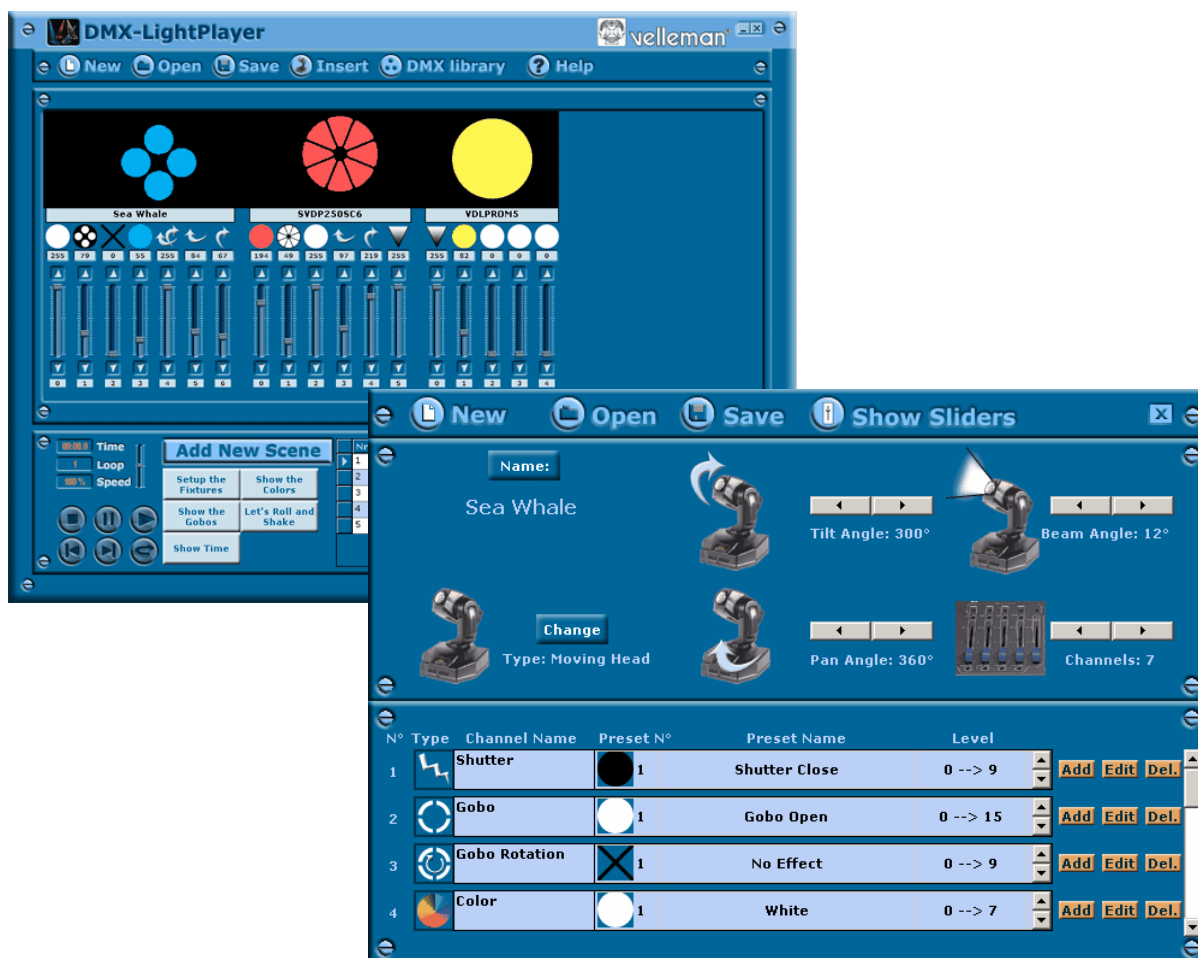 DMX-LightPlayer velleman®
New Open Save Insert DMX library Help
Sea Whale SVDP250SC6 VDLPROM5
255 79 0 55 255 84 67 194 49 255 97 219 255 255 82 0 0 0
0 1 2 3 4 5 6 0 1 2 3 4 5 0 1 2 3 4
00:00.0 Time
1 Loop
100 % Speed
Add New Scene
Setup the Fixtures
Show the Colors
Show the Gobos
Let's Roll and Shake
Show Time
Nr
1
2
3
4
5
New Open Save Show Sliders X
Name:
Sea Whale
Tilt Angle: 300°
Beam Angle: 12°
Change
Type: Moving Head
Pan Angle: 360°
Channels: 7
N° Type Channel Name Preset N° Preset Name Level
1 Shutter 1 Shutter Close 0 --> 9 Add Edit Del.
2 Gobo 1 Gobo Open 0 --> 15 Add Edit Del.
3 Gobo Rotation 1 No Effect 0 --> 9 Add Edit Del.
4 Color 1 White 0 --> 7 Add Edit Del.